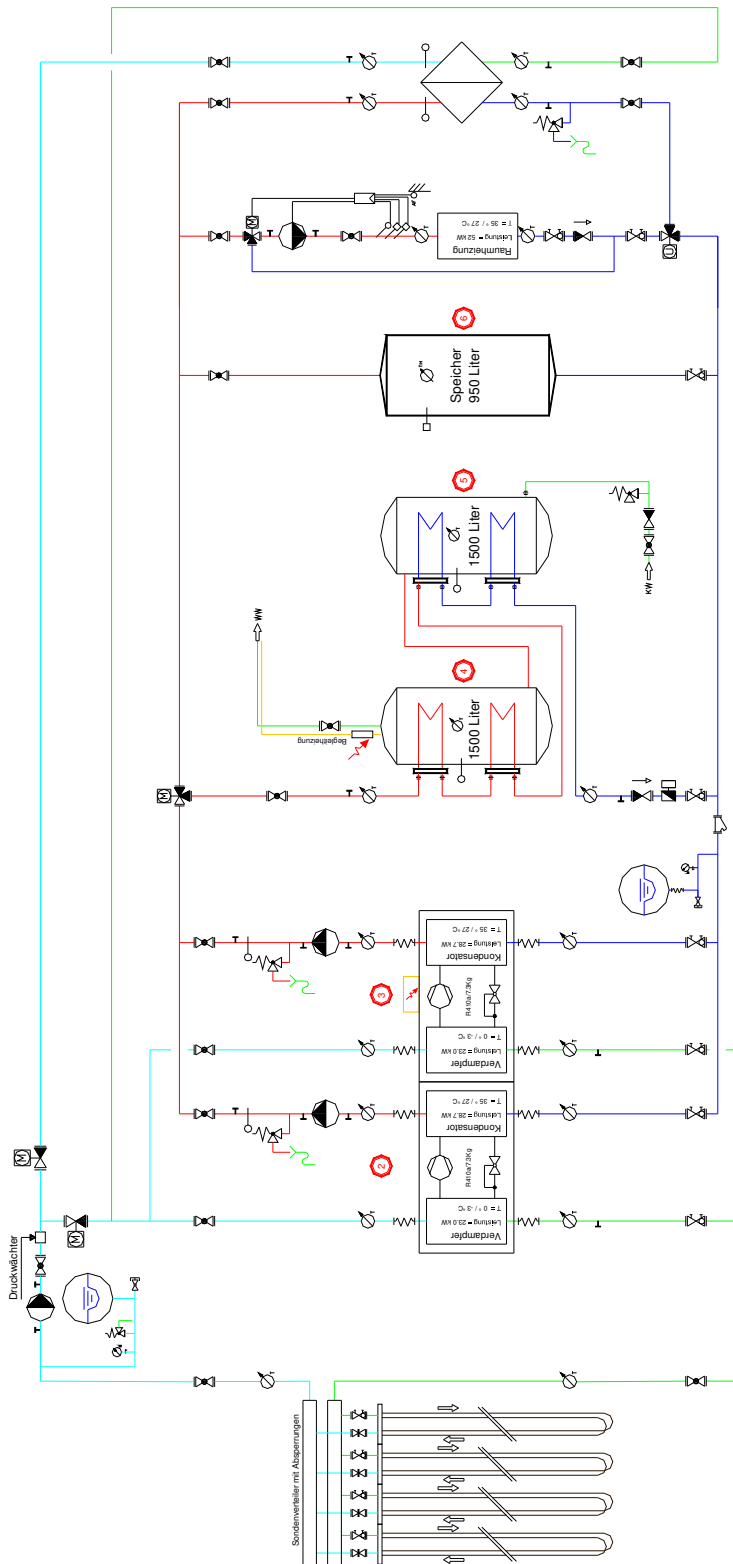 T
T
T
T
M
T
Raumheizung
Leistung = 52 kW
T = 35 ° / 27 °C
T
U
6
TH
Speicher
950 Liter
5
T
1500 Liter
KW
WW
4
Begleitheizung
T
1500 Liter
M
T
T
T
T
3
Kondensator
Leistung = 28.7 kW
T = 35 ° / 27 °C
R410a/7.3Kg
Verdampfer
Leistung = 23.0 kW
T = 0 ° / -3 °C
T
T
T
T
2
Kondensator
Leistung = 28.7 kW
T = 35 ° / 27 °C
R410a/7.3Kg
Verdampfer
Leistung = 23.0 kW
T = 0 ° / -3 °C
T
T
M
M
Druckwächter
T
T
Sondenverteiler mit Absperrungen